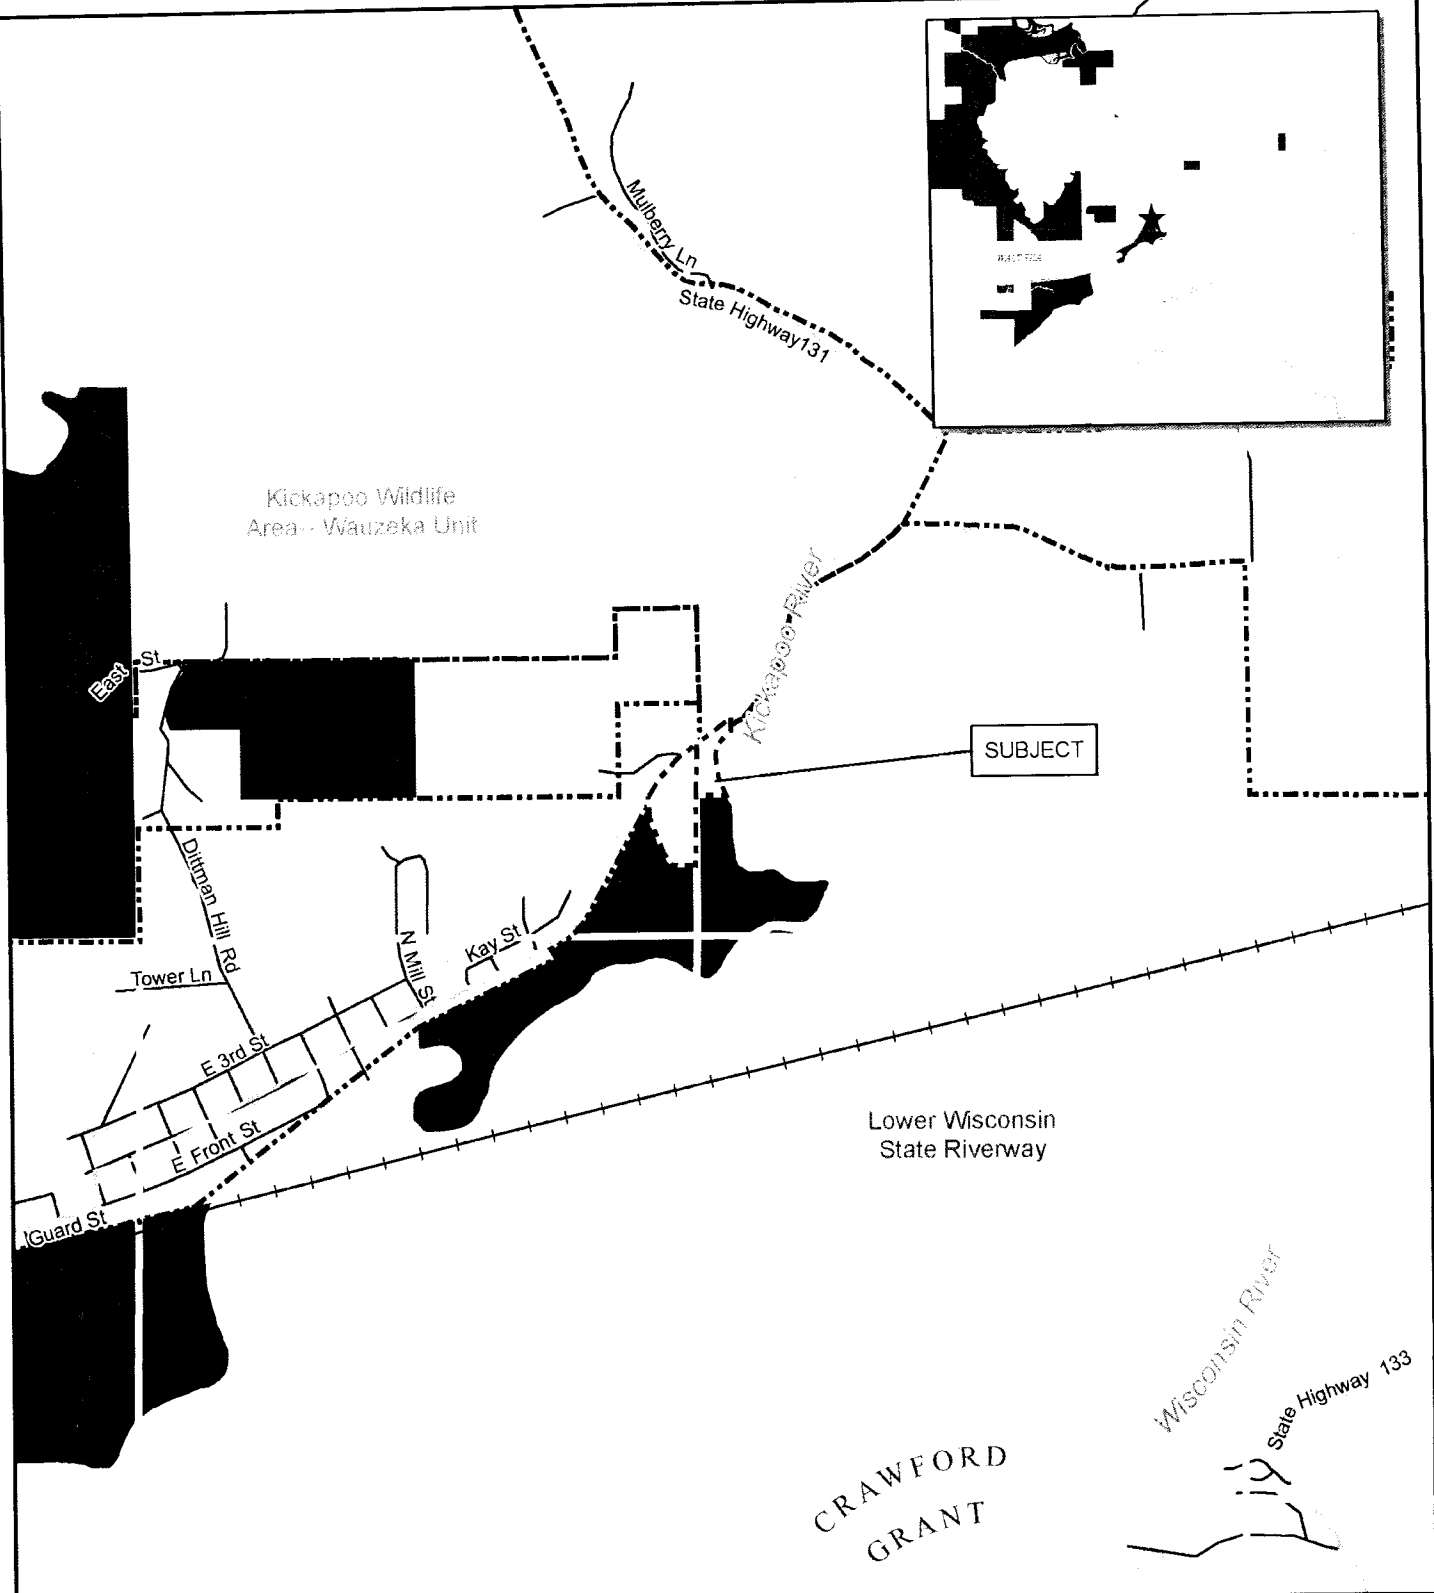 Mulberry Ln
State Highway131
Kickapoo Wildlife
Area-- Wauzeka Unit
Kickapoo River
East St
SUBJECT
Dittman Hill Rd
N Mill St
Kay St
Tower Ln
E 3rd St
E Front St
Guard St
Lower Wisconsin
State Riverway
Wisconsin River
State Highway 133
CRAWFORD
GRANT